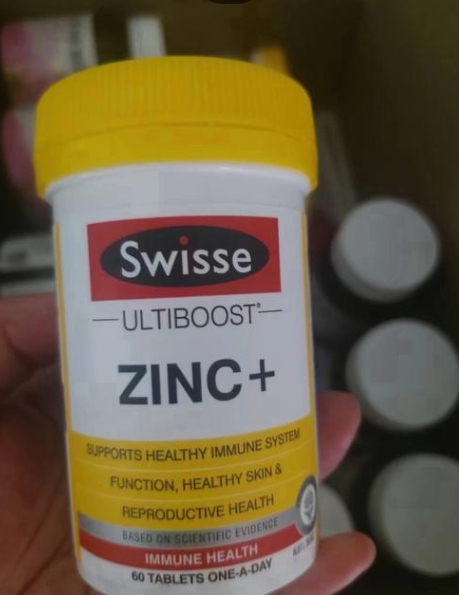 Swisse
ULTIBOOST®
ZINC+
SUPPORTS HEALTHY IMMUNE SYSTEM
FUNCTION, HEALTHY SKIN &
REPRODUCTIVE HEALTH
BASED ON SCIENTIFIC EVIDENCE
IMMUNE HEALTH
60 TABLETS ONE-A-DAY